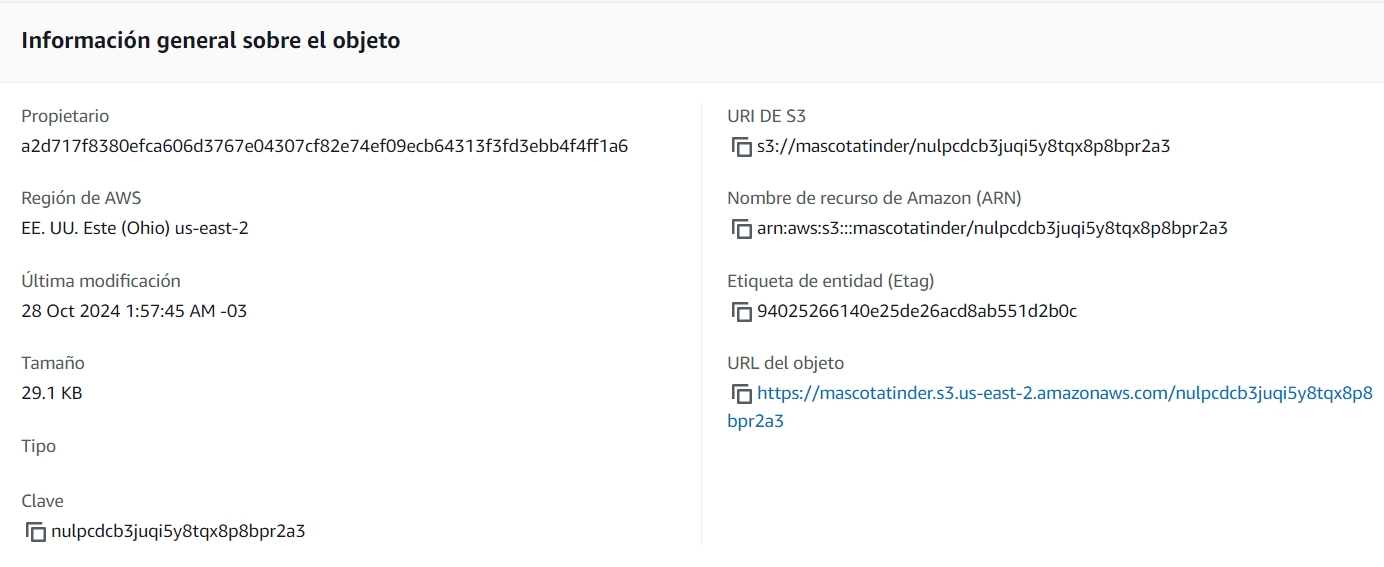 Información general sobre el objeto
Propietario
a2d717f8380efca606d3767e04307cf82e74ef09ecb64313f3fd3ebb4f4ff1a6
Región de AWS
EE. UU. Este (Ohio) us-east-2
Última modificación
28 Oct 2024 1:57:45 AM -03
Tamaño
29.1 KB
Tipo
Clave
nulpcdcb3juqi5y8tqx8p8bpr2a3
URI DE S3
s3://mascotatinder/nulpcdcb3juqi5y8tqx8p8bpr2a3
Nombre de recurso de Amazon (ARN)
arn:aws:s3:::mascotatinder/nulpcdcb3juqi5y8tqx8p8bpr2a3
Etiqueta de entidad (Etag)
94025266140e25de26acd8ab551d2b0c
URL del objeto
https://mascotatinder.s3.us-east-2.amazonaws.com/nulpcdcb3juqi5y8tqx8p8
bpr2a3